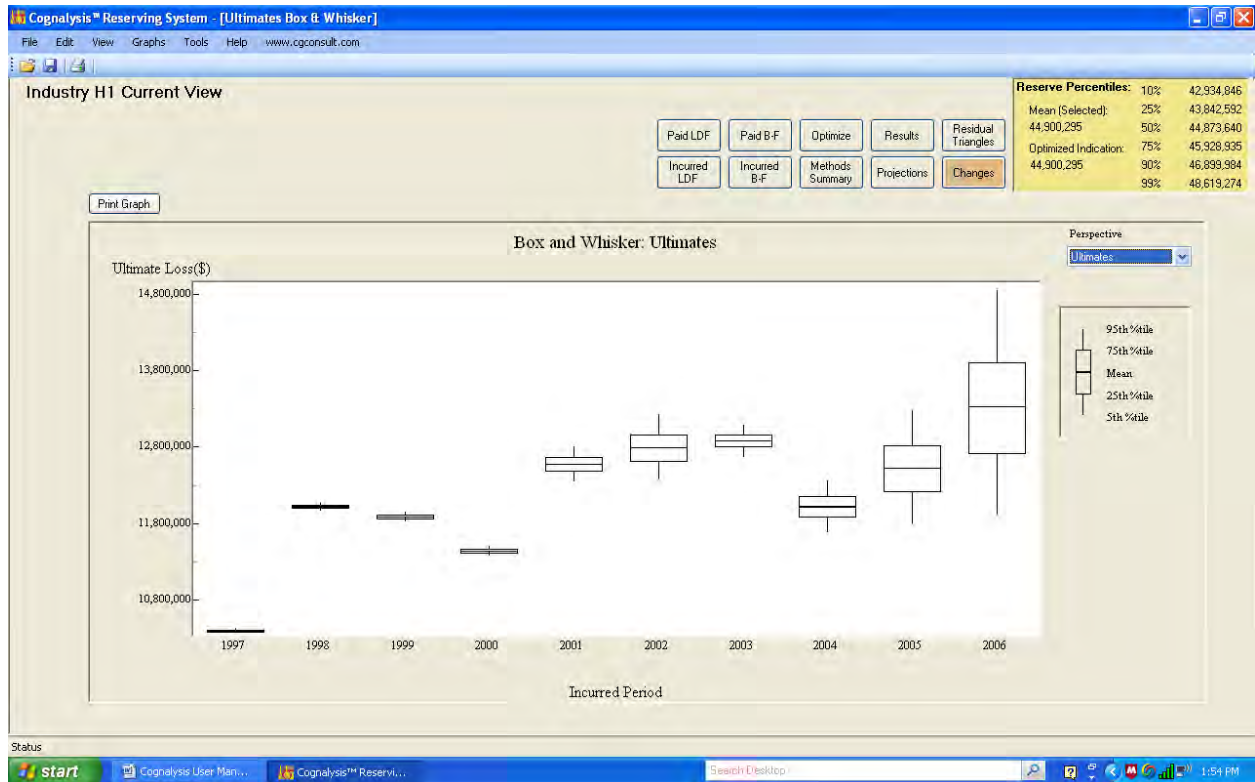 Cognalysis™ Reserving System - [Ultimates Box & Whisker]
File Edit View Graphs Tools Help www.cgconsult.com
Industry H1 Current View
Reserve Percentiles:
Mean (Selected):
44,900,295
Optimized Indication:
44,900,295
10% 42,934,846
25% 43,842,592
50% 44,873,640
75% 45,928,935
90% 46,899,984
99% 48,619,274
Paid LDF
Paid B-F
Optimize
Results
Residual
Triangles
Incurred
LDF
Incurred
B-F
Methods
Summary
Projections
Changes
Print Graph
Box and Whisker: Ultimates
Perspective
Ultimates
Ultimate Loss($)
14,800,000
13,800,000
12,800,000
11,800,000
10,800,000
95th %tile
75th %tile
Mean
25th %tile
5th %tile
1997 1998 1999 2000 2001 2002 2003 2004 2005 2006
Incurred Period
Status
start
Cognalysis User Man...
Cognalysis™ Reservi...
Search Desktop
1:54 PM